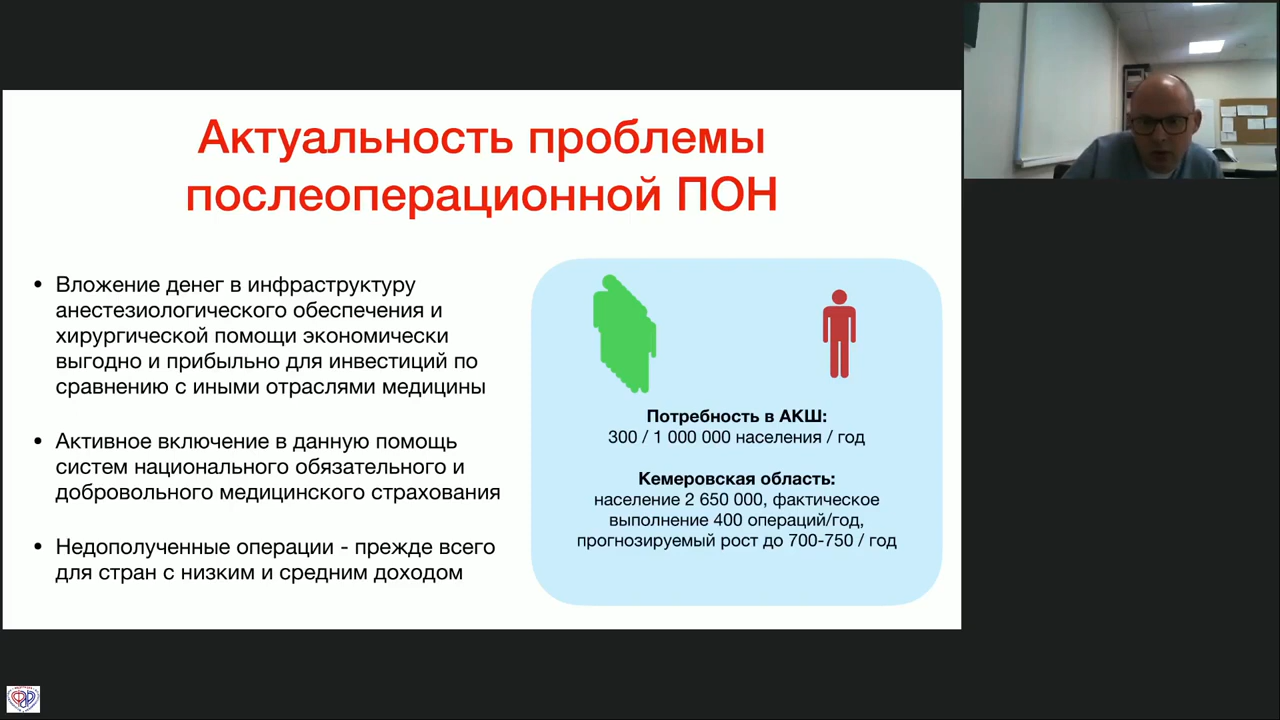 Актуальность проблемы
послеоперационной ПОН
• Вложение денег в инфраструктуру
анестезиологического обеспечения и
хирургической помощи экономически
выгодно и прибыльно для инвестиций по
сравнению с иными отраслями медицины
• Активное включение в данную помощь
систем национального обязательного и
добровольного медицинского страхования
• Недополученные операции - прежде всего
для стран с низким и средним доходом
Потребность в АКШ:
300 / 1 000 000 населения / год
Кемеровская область:
население 2 650 000, фактическое
выполнение 400 операций/год,
прогнозируемый рост до 700-750 / год